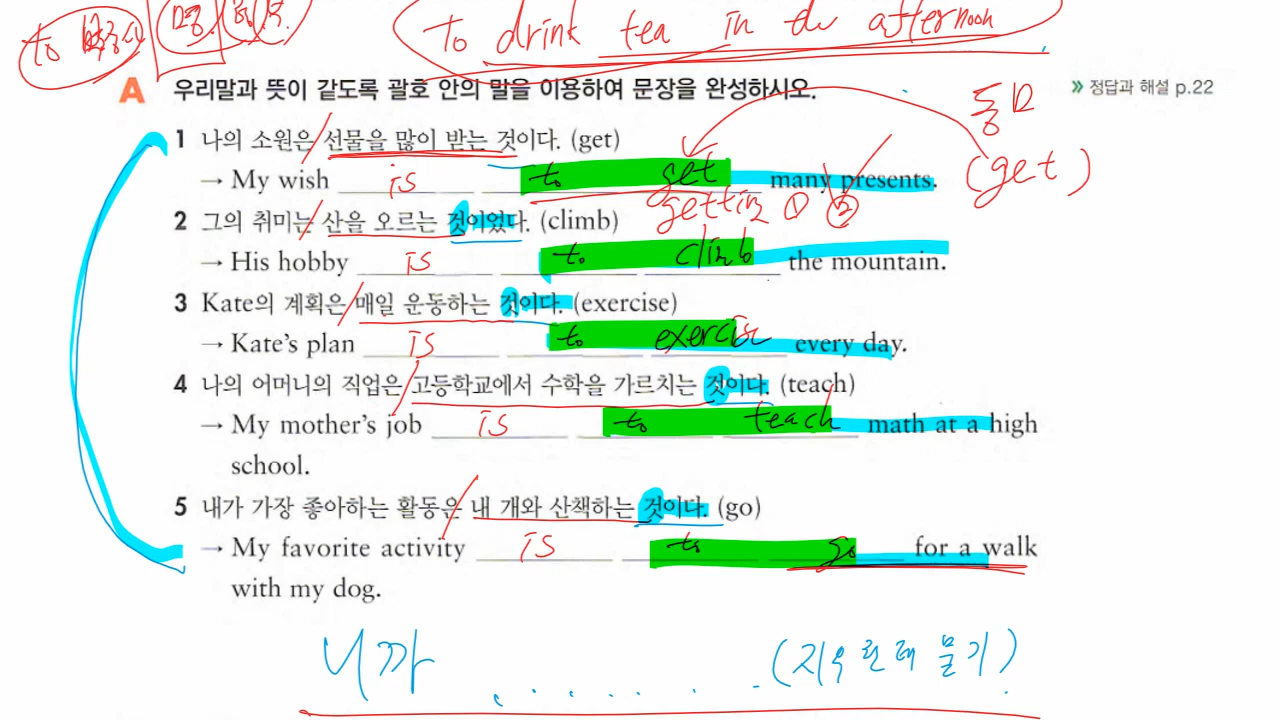 to 명
To drink tea in the afternoon
A 우리말과 뜻이 같도록 괄호 안의 말을 이용하여 문장을 완성하시오.
» 정답과 해설 p.22
동명
1 나의 소원은 선물을 많이 받는 것이다. (get)
→ My wish is to get many presents.
(get)
getting ① ②
2 그의 취미는 산을 오르는 것이었다. (climb)
→ His hobby is to climb the mountain.
3 Kate의 계획은 매일 운동하는 것이다. (exercise)
→ Kate's plan is to exercise every day.
4 나의 어머니의 직업은 고등학교에서 수학을 가르치는 것이다. (teach)
→ My mother's job is to teach math at a high
school.
5 내가 가장 좋아하는 활동은 내 개와 산책하는 것이다. (go)
→ My favorite activity is to go for a walk
with my dog.
니까